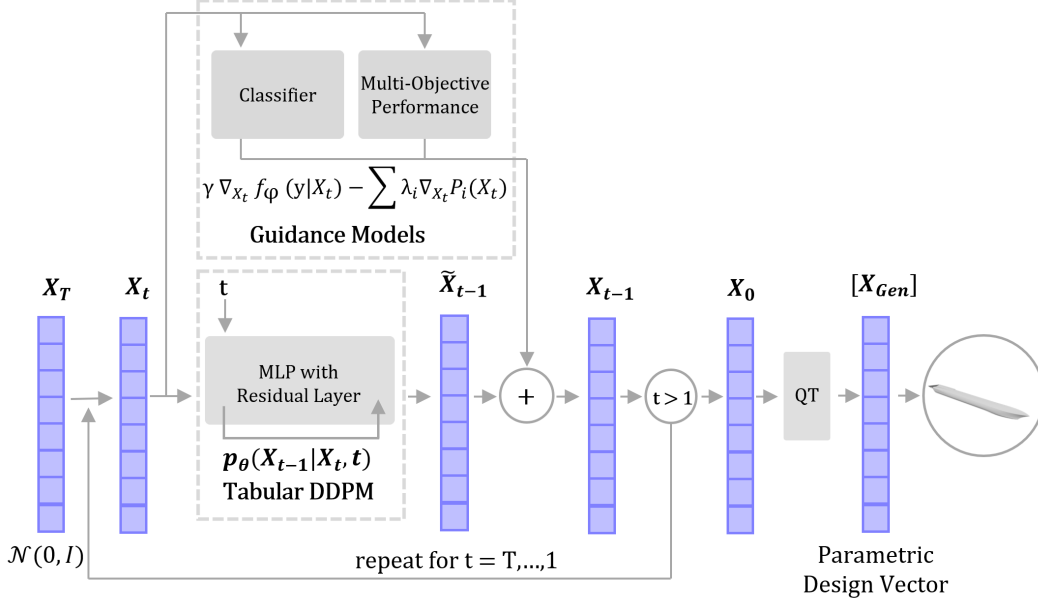 Classifier
Multi-Objective
Performance
γ ∇_{X_t} f_φ (y|X_t) − ∑ λ_i ∇_{X_t} P_i(X_t)
Guidance Models
X_T
X_t
t
MLP with
Residual Layer
p_θ(X_{t−1}|X_t, t)
Tabular DDPM
X̃_{t−1}
+
X_{t−1}
t > 1
X_0
QT
[X_{Gen}]
𝒩(0, I)
repeat for t = T,...,1
Parametric
Design Vector